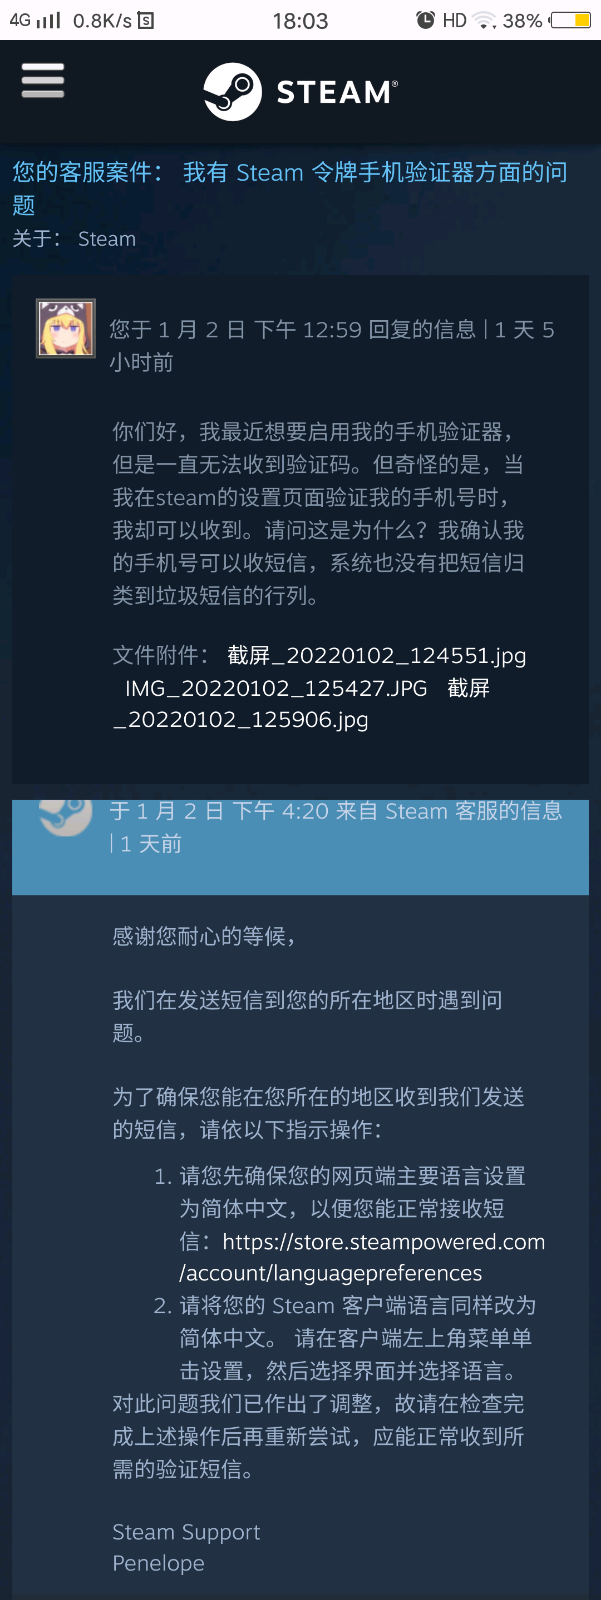 4G 0.8K/s 18:03 HD 38%
STEAM®
您的客服案件： 我有 Steam 令牌手机验证器方面的问
题
关于： Steam
您于 1 月 2 日 下午 12:59 回复的信息 | 1 天 5
小时前
你们好，我最近想要启用我的手机验证器，
但是一直无法收到验证码。但奇怪的是，当
我在steam的设置页面验证我的手机号时，
我却可以收到。请问这是为什么？我确认我
的手机号可以收短信，系统也没有把短信归
类到垃圾短信的行列。
文件附件： 截屏_20220102_124551.jpg
IMG_20220102_125427.JPG 截屏
_20220102_125906.jpg
于 1 月 2 日 下午 4:20 来自 Steam 客服的信息
| 1 天前
感谢您耐心的等候，
我们在发送短信到您的所在地区时遇到问
题。
为了确保您能在您所在的地区收到我们发送
的短信，请依以下指示操作：
1. 请您先确保您的网页端主要语言设置
为简体中文，以便您能正常接收短
信：https://store.steampowered.com
/account/languagepreferences
2. 请将您的 Steam 客户端语言同样改为
简体中文。 请在客户端左上角菜单单
击设置，然后选择界面并选择语言。
对此问题我们已作出了调整，故请在检查完
成上述操作后再重新尝试，应能正常收到所
需的验证短信。
Steam Support
Penelope